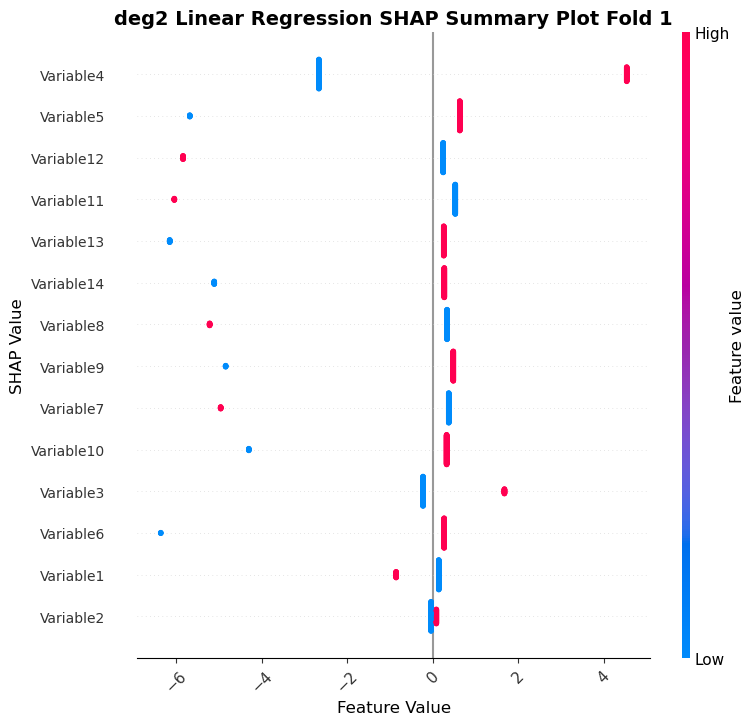 deg2 Linear Regression SHAP Summary Plot Fold 1
High
Variable4
Variable5
Variable12
Variable11
Variable13
Variable14
Variable8
Variable9
Variable7
Variable10
Variable3
Variable6
Variable1
Variable2
SHAP Value
Feature value
Low
−6 −4 −2 0 2 4
Feature Value